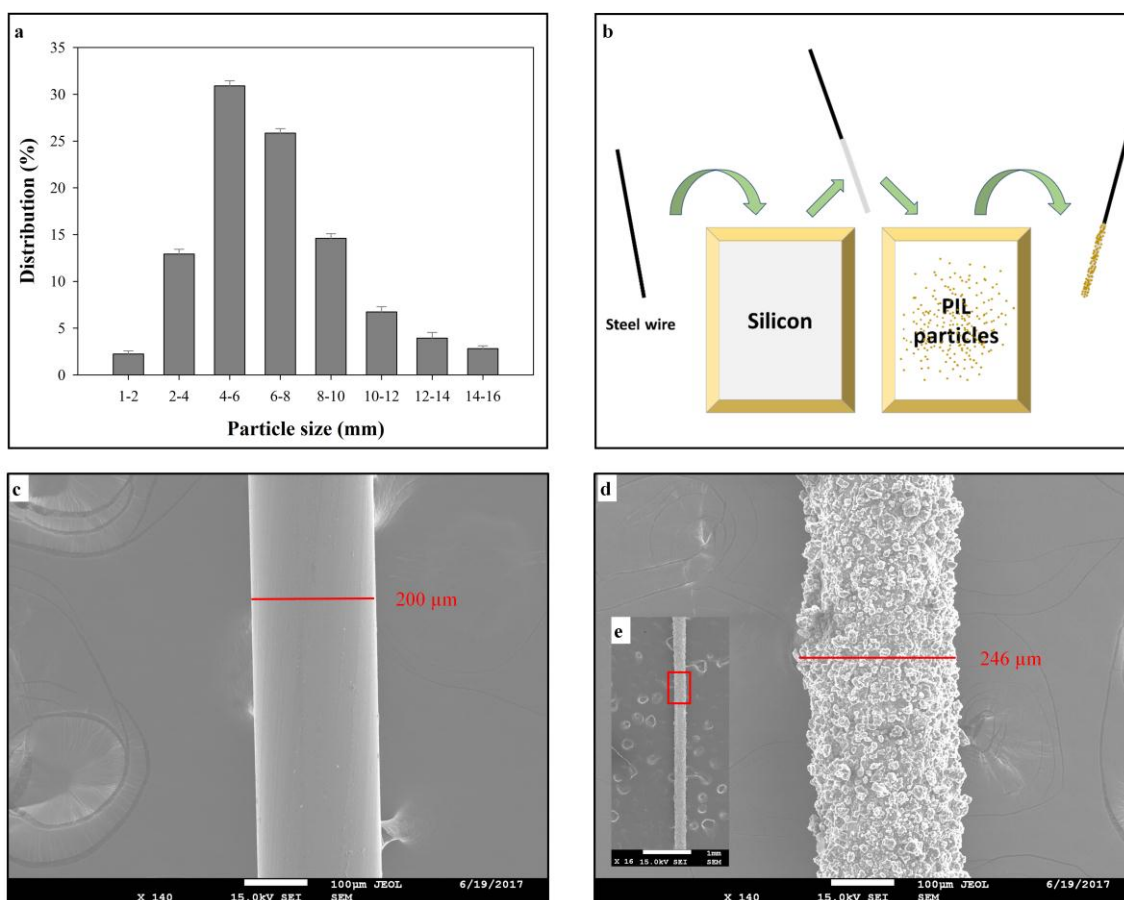 a
35
30
25
20
15
10
5
0
Distribution (%)
1-2 2-4 4-6 6-8 8-10 10-12 12-14 14-16
Particle size (mm)
b
Steel wire
Silicon
PIL
particles
c
200 µm
X 140 15.0kV SEI 100µm JEOL SEM 6/19/2017
d
246 µm
e
X 16 15.0kV SEI 1mm SEM
X 140 15.0kV SEI 100µm JEOL SEM 6/19/2017